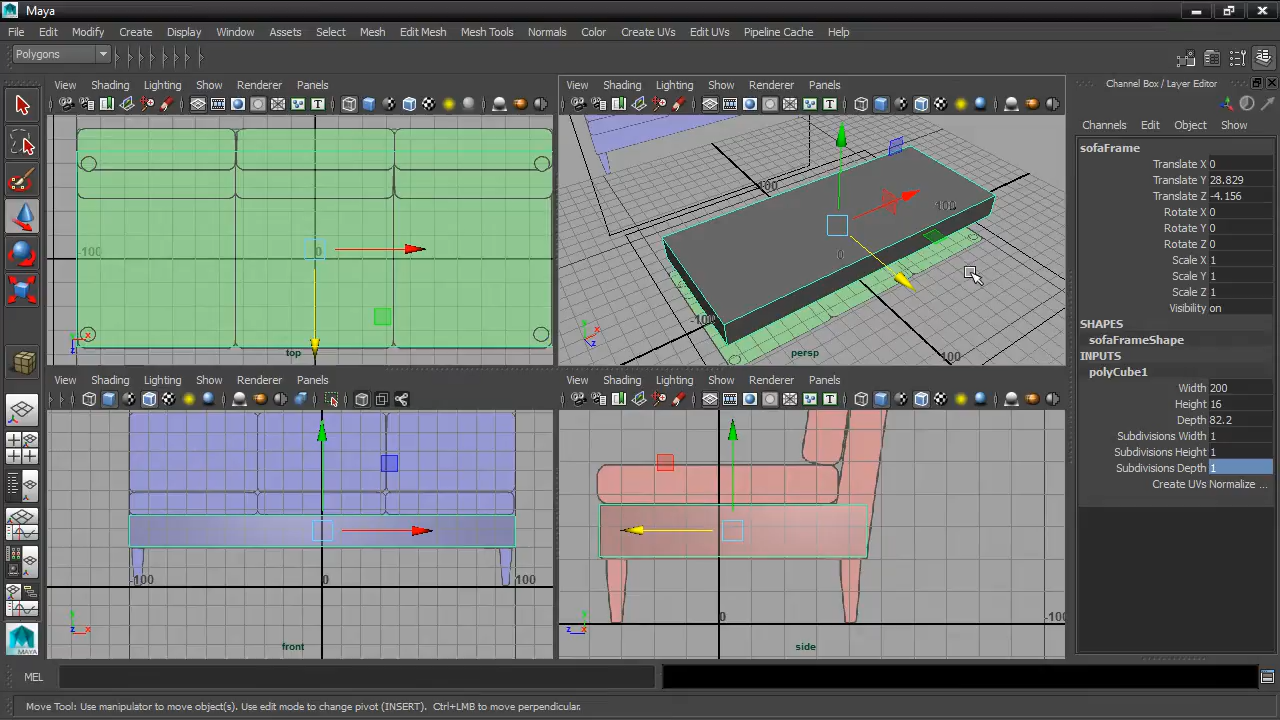 Maya
File Edit Modify Create Display Window Assets Select Mesh Edit Mesh Mesh Tools Normals Color Create UVs Edit UVs Pipeline Cache Help
Polygons
View Shading Lighting Show Renderer Panels
View Shading Lighting Show Renderer Panels
Channel Box / Layer Editor
Channels Edit Object Show
sofaFrame
Translate X 0
Translate Y 28.829
Translate Z -4.156
Rotate X 0
Rotate Y 0
Rotate Z 0
Scale X 1
Scale Y 1
Scale Z 1
Visibility on
SHAPES
sofaFrameShape
INPUTS
polyCube1
Width 200
Height 16
Depth 82.2
Subdivisions Width 1
Subdivisions Height 1
Subdivisions Depth 1
Create UVs Normalize ...
-100 0
x
z
top
100
100
0
-100
100
x
z
persp
View Shading Lighting Show Renderer Panels
View Shading Lighting Show Renderer Panels
-100 0 100
y
z x
front
0 -100
y
z x
side
MAYA
MEL
Move Tool: Use manipulator to move object(s). Use edit mode to change pivot (INSERT). Ctrl+LMB to move perpendicular.